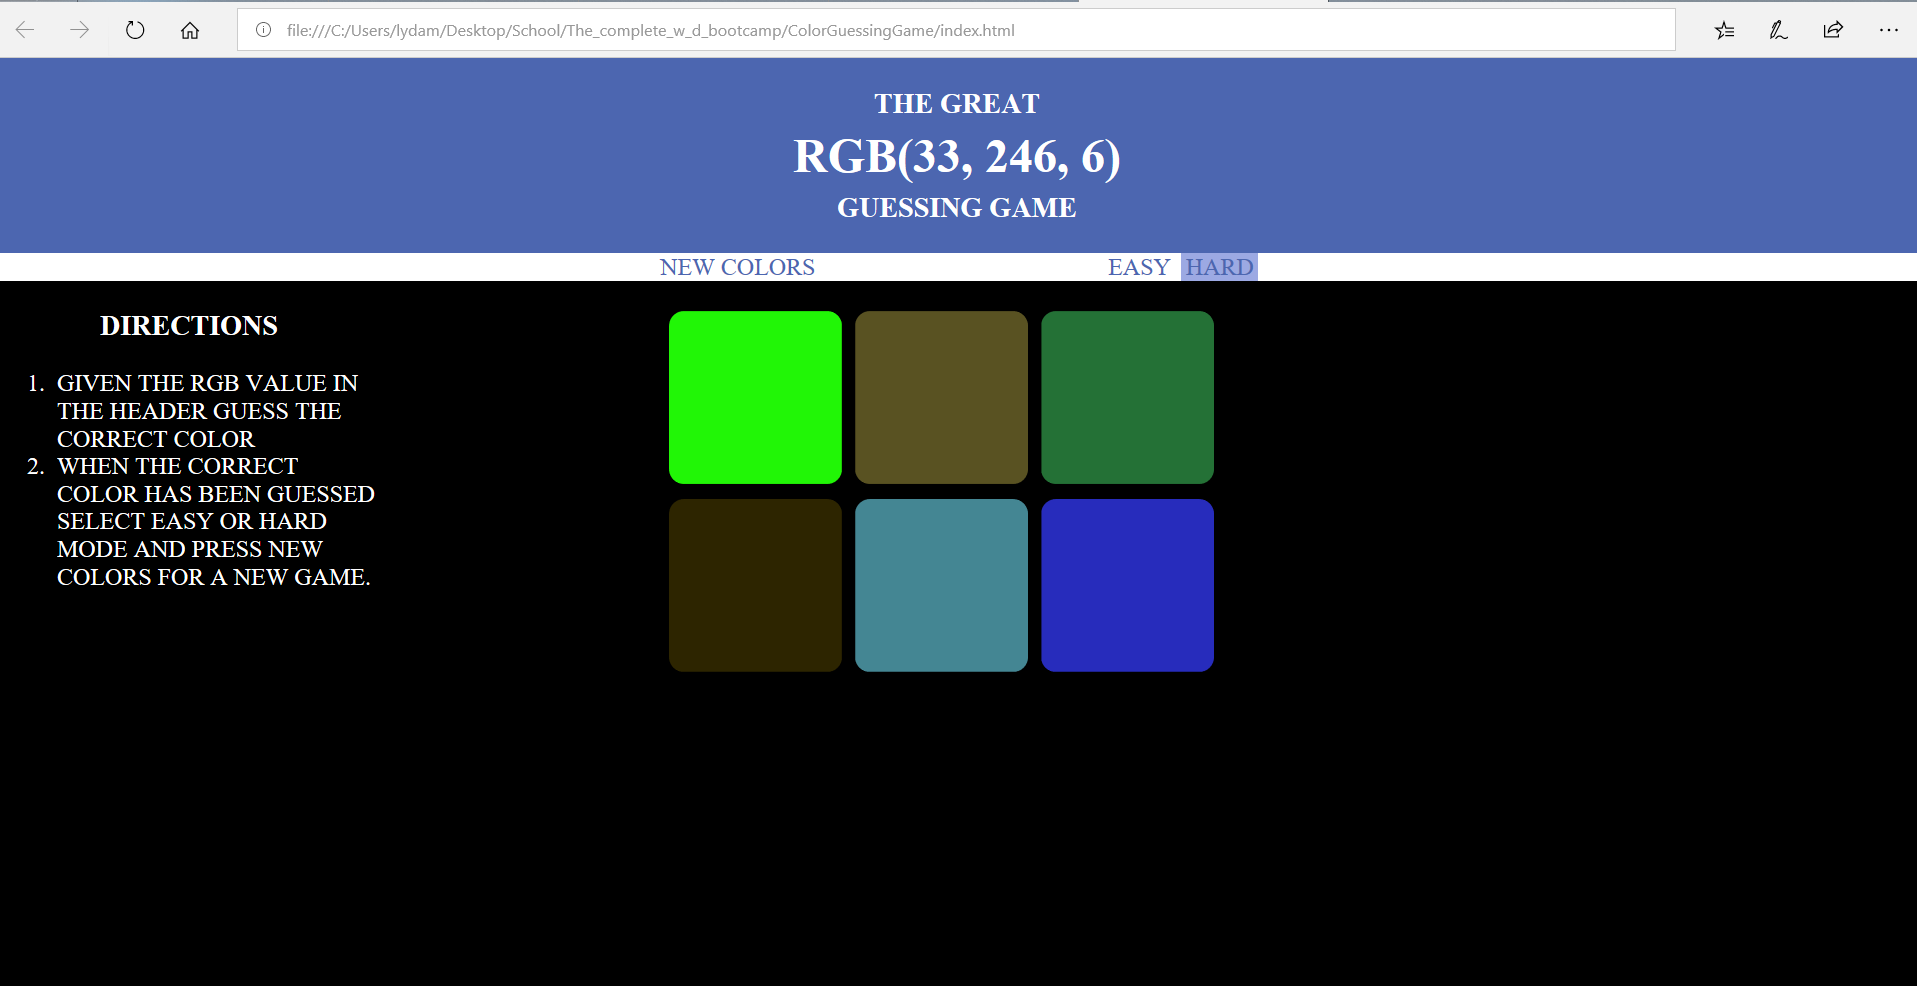 file:///C:/Users/lydam/Desktop/School/The_complete_w_d_bootcamp/ColorGuessingGame/index.html
THE GREAT
RGB(33, 246, 6)
GUESSING GAME
NEW COLORS EASY HARD
DIRECTIONS
1. GIVEN THE RGB VALUE IN
THE HEADER GUESS THE
CORRECT COLOR
2. WHEN THE CORRECT
COLOR HAS BEEN GUESSED
SELECT EASY OR HARD
MODE AND PRESS NEW
COLORS FOR A NEW GAME.